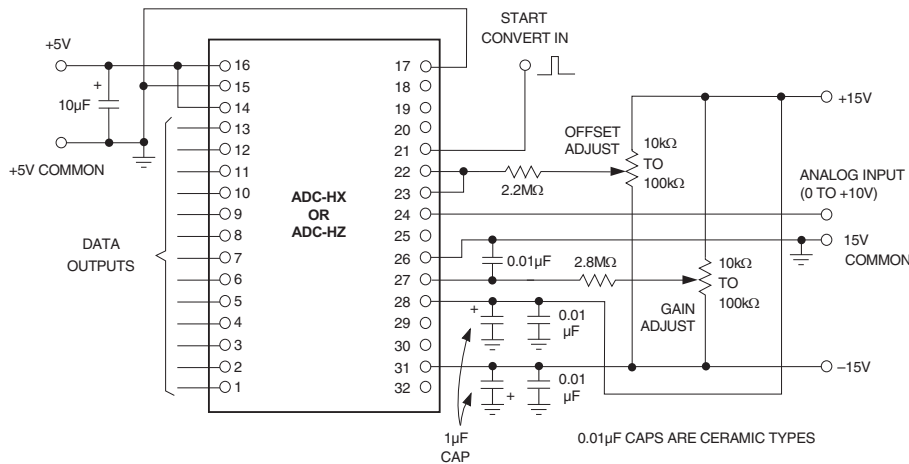 START
CONVERT IN
+5V
+
10µF
+5V COMMON
16
15
14
13
12
11
10
9
8
7
6
5
4
3
2
1
DATA
OUTPUTS
ADC-HX
OR
ADC-HZ
17
18
19
20
21
22
23
24
25
26
27
28
29
30
31
32
2.2MΩ
OFFSET
ADJUST
10kΩ
TO
100kΩ
+15V
ANALOG INPUT
(0 TO +10V)
15V
COMMON
0.01µF
2.8MΩ
10kΩ
TO
100kΩ
GAIN
ADJUST
+
0.01
µF
–15V
+
0.01
µF
1µF
CAP
0.01µF CAPS ARE CERAMIC TYPES